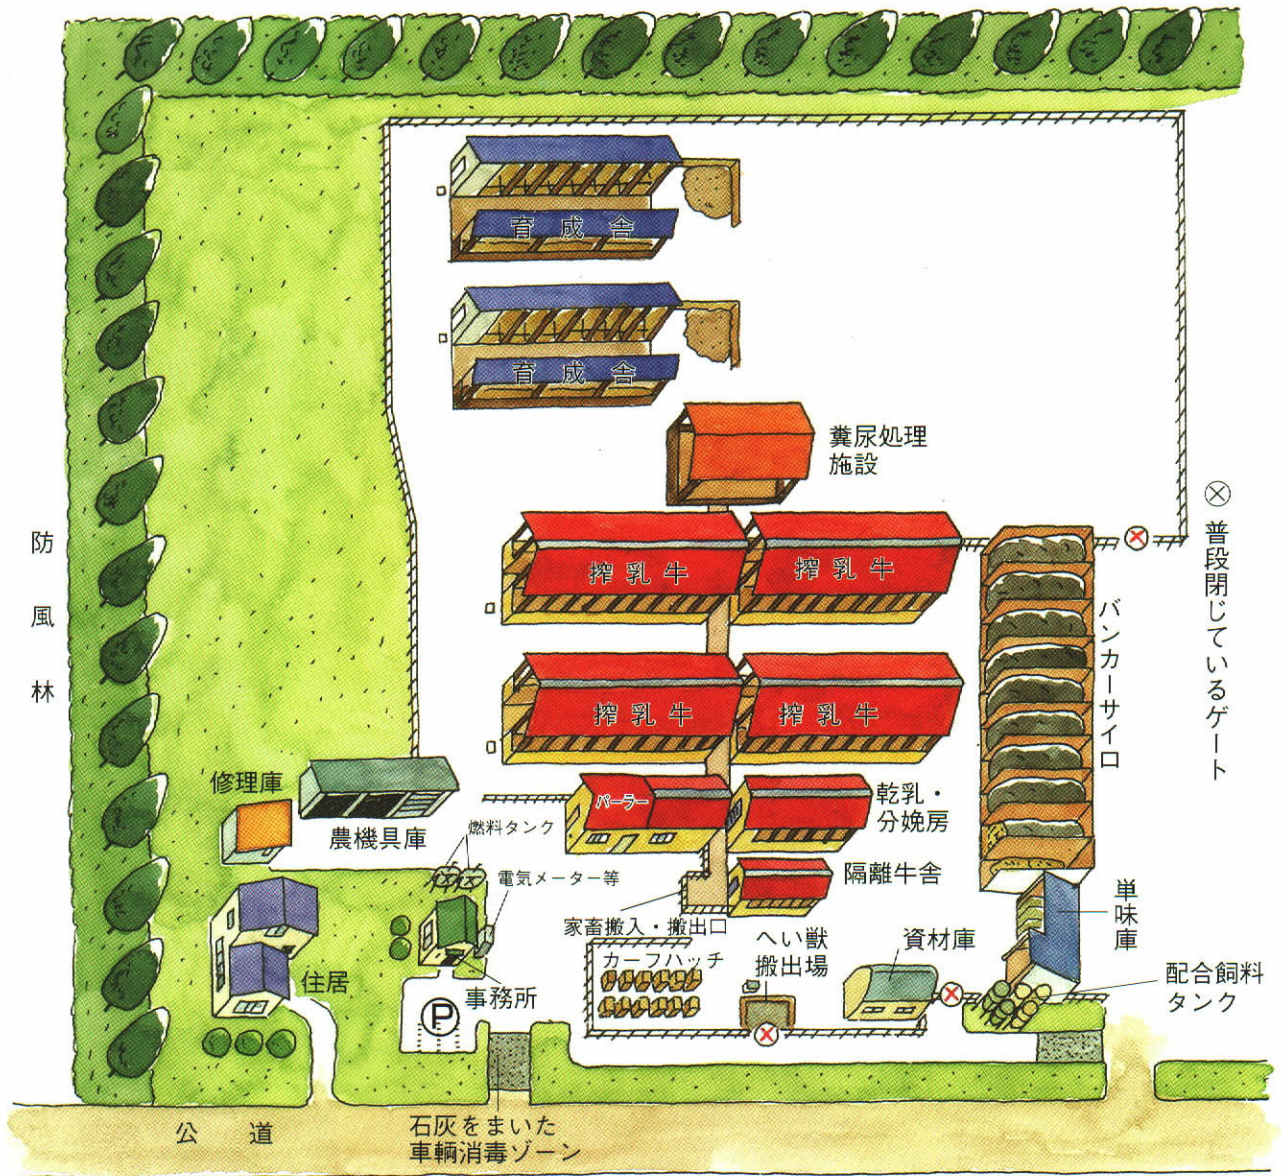 育成舎
育成舎
糞尿処理
施設
搾乳牛
搾乳牛
搾乳牛
搾乳牛
防風林
普段閉じているゲート
バンカーサイロ
修理庫
農機具庫
パーラー
乾乳・
分娩房
燃料タンク
電気メーター等
隔離牛舎
家畜搬入・搬出口
カーフハッチ
へい獣
搬出場
資材庫
単味庫
配合飼料
タンク
住居
事務所
P
公道
石灰をまいた
車輌消毒ゾーン